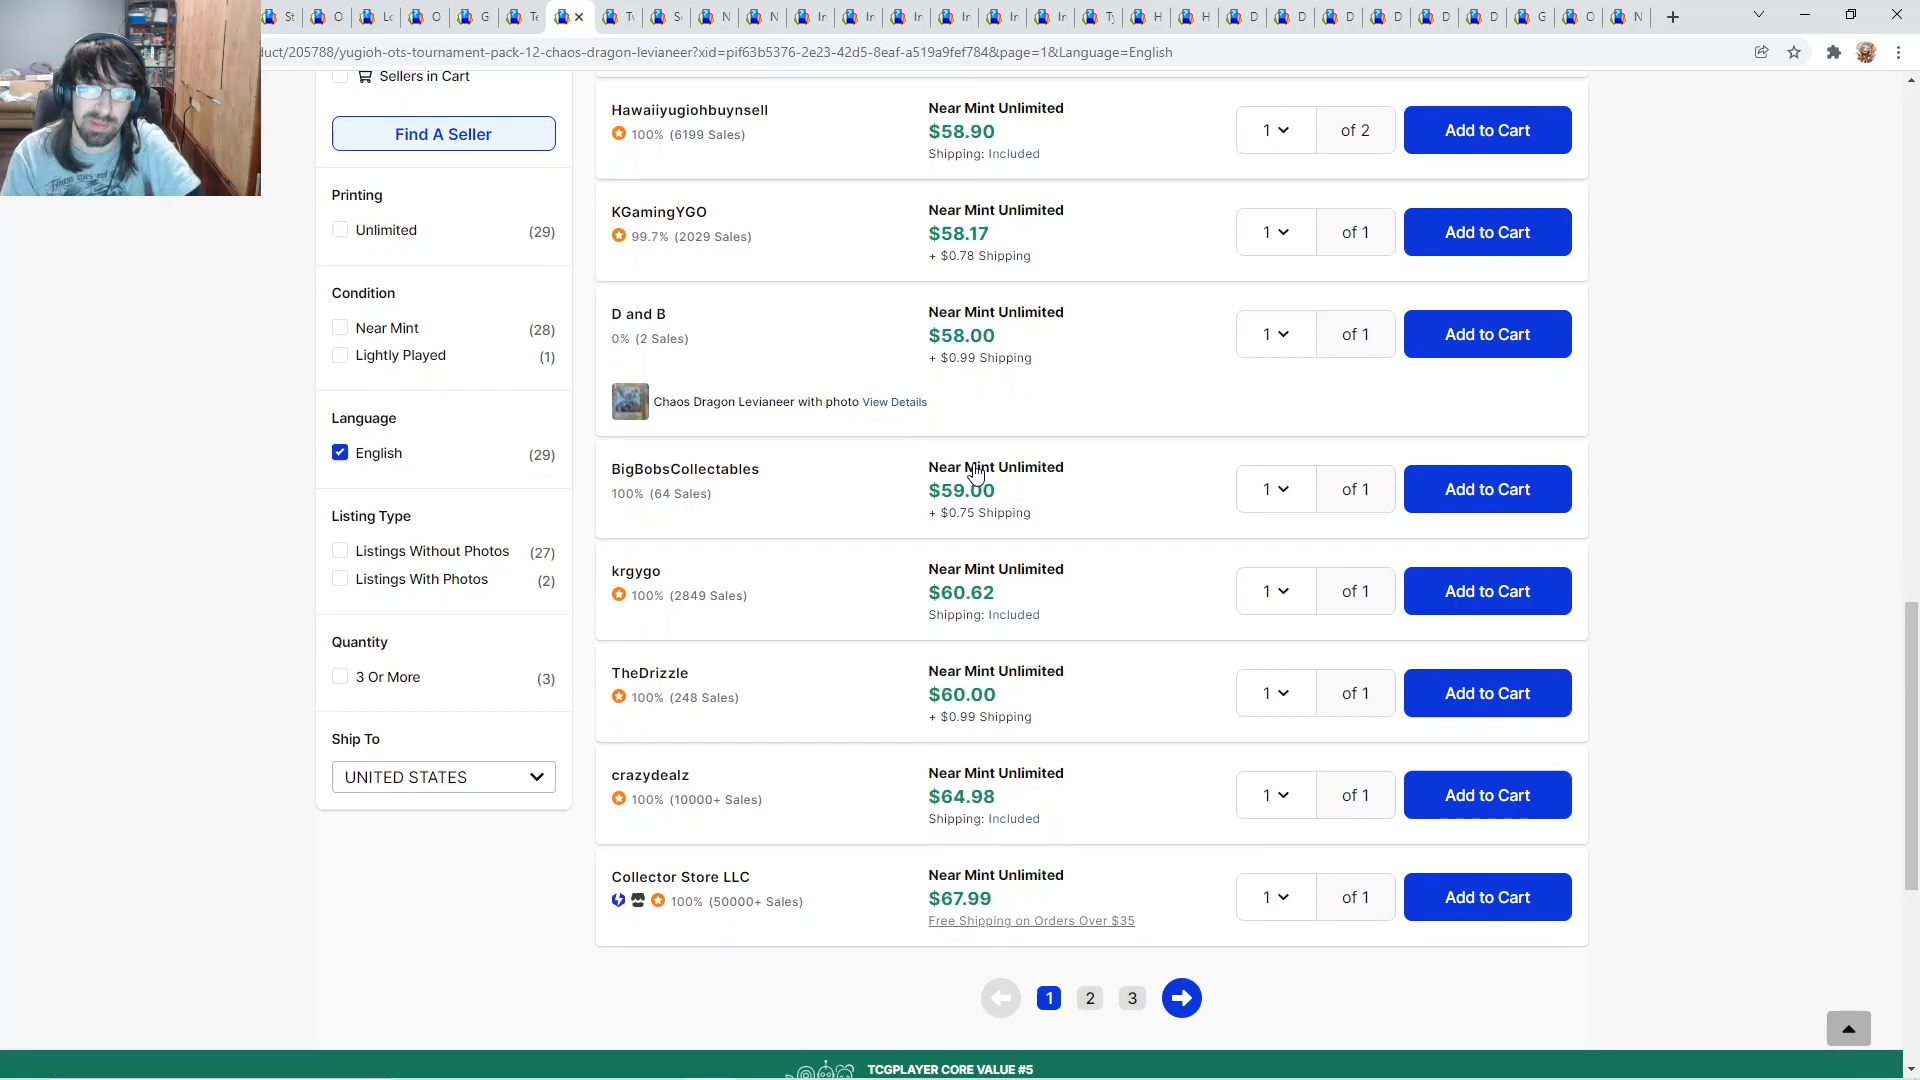 duct/205788/yugioh-ots-tournament-pack-12-chaos-dragon-levianeer?xid=pif63b5376-2e23-42d5-8eaf-a519a9fef784&page=1&Language=English
Sellers in Cart
Find A Seller
Printing
Unlimited (29)
Condition
Near Mint (28)
Lightly Played (1)
Language
English (29)
Listing Type
Listings Without Photos (27)
Listings With Photos (2)
Quantity
3 Or More (3)
Ship To
UNITED STATES
Hawaiiyugiohbuynsell
100% (6199 Sales)
Near Mint Unlimited
$58.90
Shipping: Included
1 of 2
Add to Cart
KGamingYGO
99.7% (2029 Sales)
Near Mint Unlimited
$58.17
+ $0.78 Shipping
1 of 1
Add to Cart
D and B
0% (2 Sales)
Near Mint Unlimited
$58.00
+ $0.99 Shipping
1 of 1
Add to Cart
Chaos Dragon Levianeer with photo View Details
BigBobsCollectables
100% (64 Sales)
Near Mint Unlimited
$59.00
+ $0.75 Shipping
1 of 1
Add to Cart
krgygo
100% (2849 Sales)
Near Mint Unlimited
$60.62
Shipping: Included
1 of 1
Add to Cart
TheDrizzle
100% (248 Sales)
Near Mint Unlimited
$60.00
+ $0.99 Shipping
1 of 1
Add to Cart
crazydealz
100% (10000+ Sales)
Near Mint Unlimited
$64.98
Shipping: Included
1 of 1
Add to Cart
Collector Store LLC
100% (50000+ Sales)
Near Mint Unlimited
$67.99
Free Shipping on Orders Over $35
1 of 1
Add to Cart
1 2 3
TCGPLAYER CORE VALUE #5